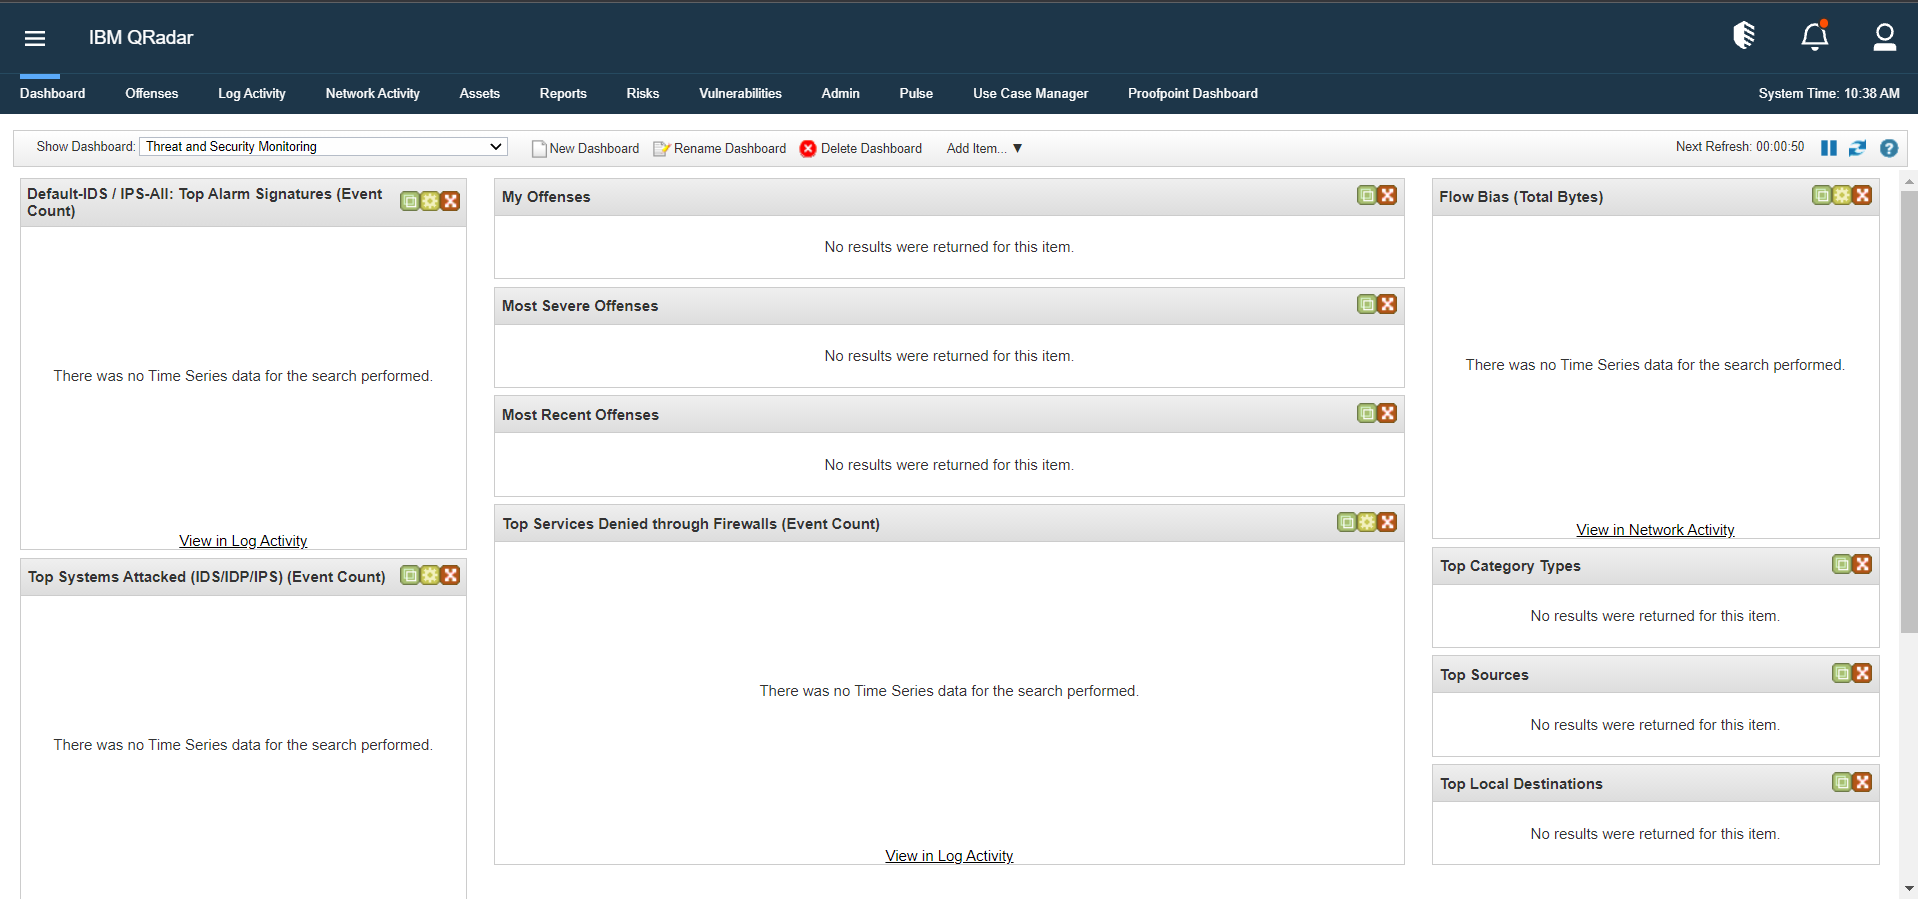 IBM QRadar
Dashboard Offenses Log Activity Network Activity Assets Reports Risks Vulnerabilities Admin Pulse Use Case Manager Proofpoint Dashboard System Time: 10:38 AM
Show Dashboard: Threat and Security Monitoring New Dashboard Rename Dashboard Delete Dashboard Add Item... ▼ Next Refresh: 00:00:50
Default-IDS / IPS-All: Top Alarm Signatures (Event
Count)
There was no Time Series data for the search performed.
View in Log Activity
Top Systems Attacked (IDS/IDP/IPS) (Event Count)
There was no Time Series data for the search performed.
My Offenses
No results were returned for this item.
Most Severe Offenses
No results were returned for this item.
Most Recent Offenses
No results were returned for this item.
Top Services Denied through Firewalls (Event Count)
There was no Time Series data for the search performed.
View in Log Activity
Flow Bias (Total Bytes)
There was no Time Series data for the search performed.
View in Network Activity
Top Category Types
No results were returned for this item.
Top Sources
No results were returned for this item.
Top Local Destinations
No results were returned for this item.